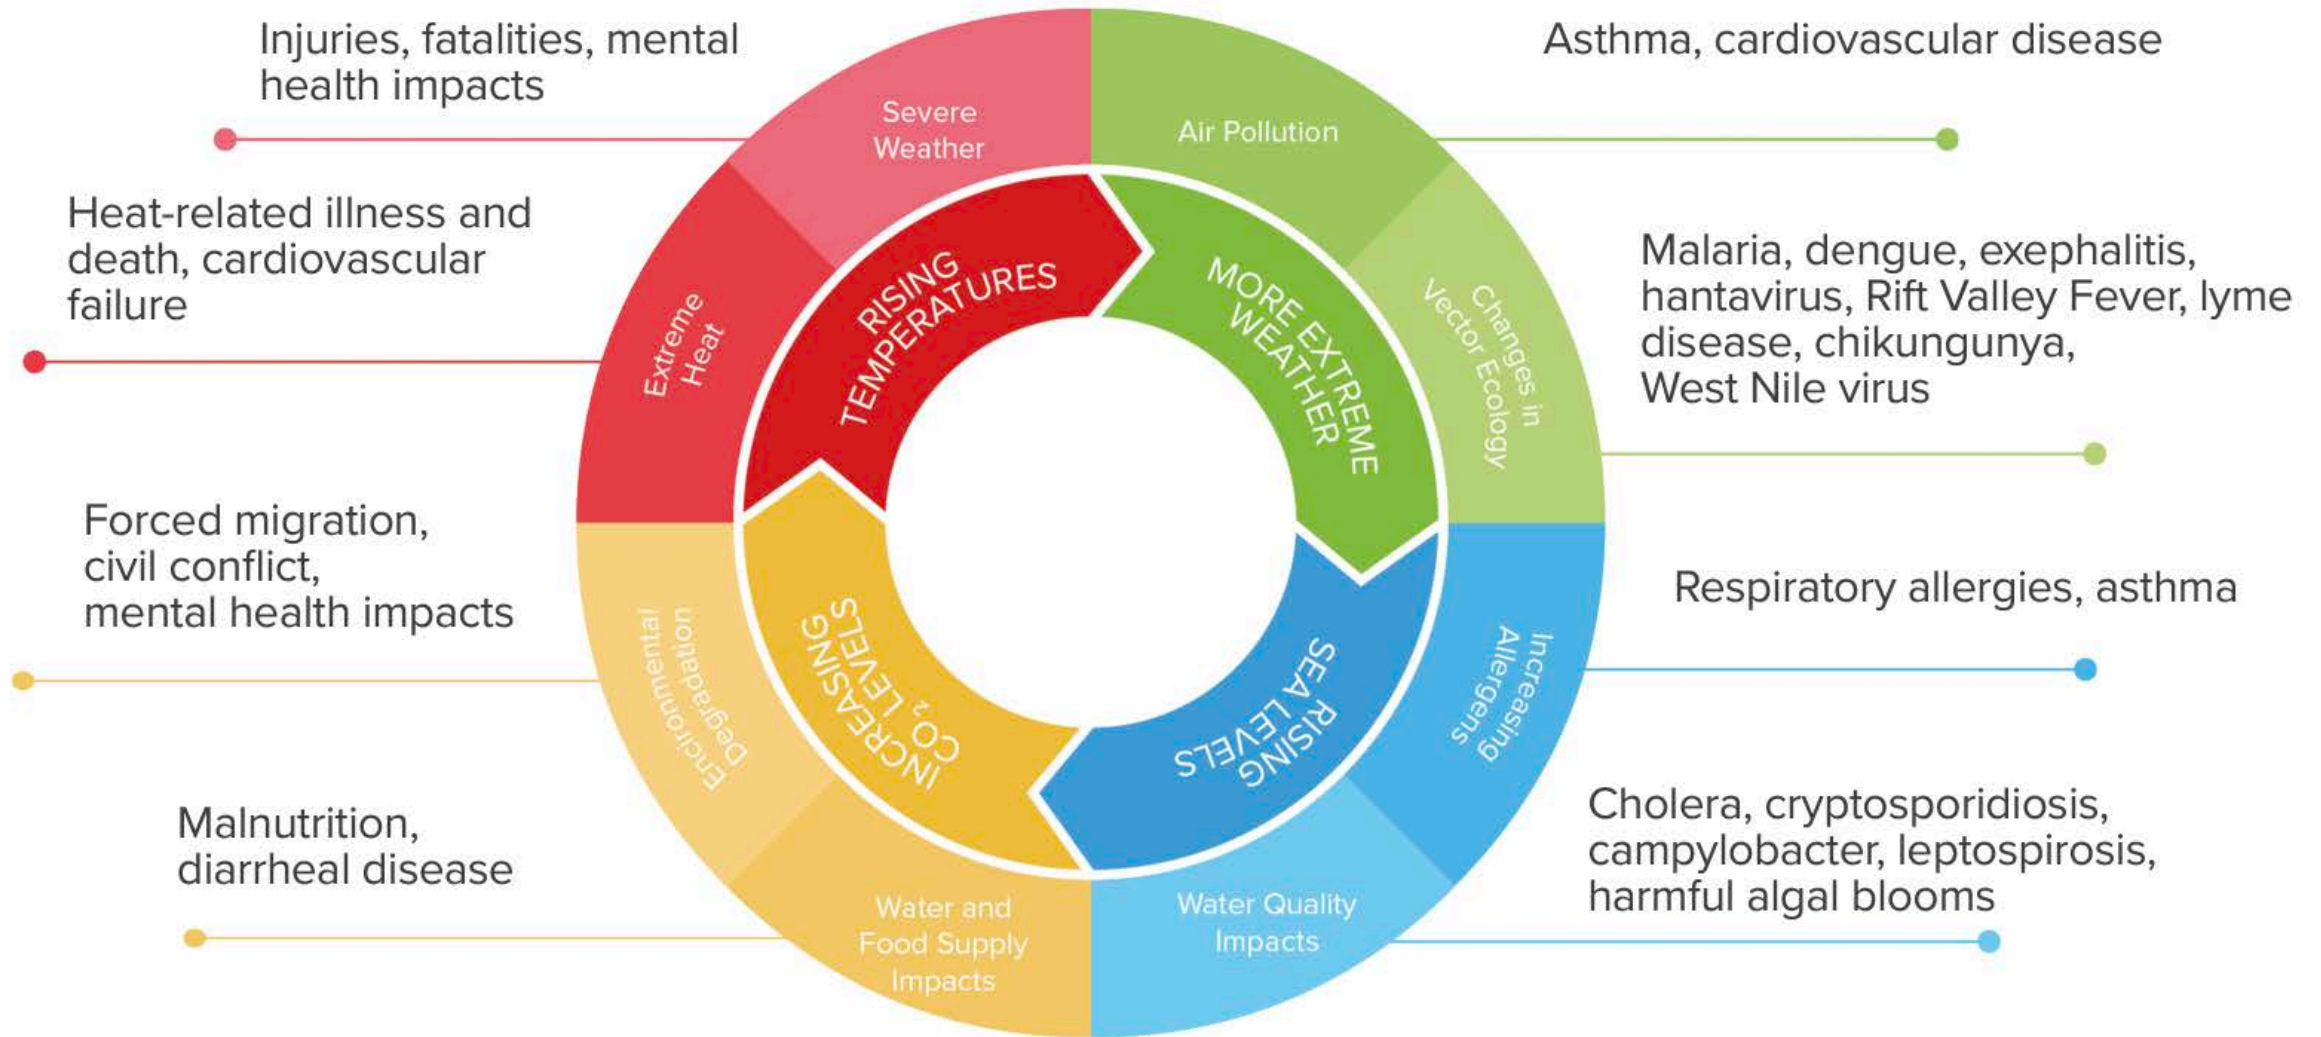 Injuries, fatalities, mental
health impacts
Asthma, cardiovascular disease
Severe
Weather
Air Pollution
Heat-related illness and
death, cardiovascular
failure
Extreme
Heat
RISING
TEMPERATURES
MORE EXTREME
WEATHER
Changes in
Vector Ecology
Malaria, dengue, exephalitis,
hantavirus, Rift Valley Fever, lyme
disease, chikungunya,
West Nile virus
Forced migration,
civil conflict,
mental health impacts
Encironmental
Degradation
INCREASING
CO₂ LEVELS
RISING
SEA LEVELS
Increasing
Allergens
Respiratory allergies, asthma
Malnutrition,
diarrheal disease
Water and
Food Supply
Impacts
Water Quality
Impacts
Cholera, cryptosporidiosis,
campylobacter, leptospirosis,
harmful algal blooms